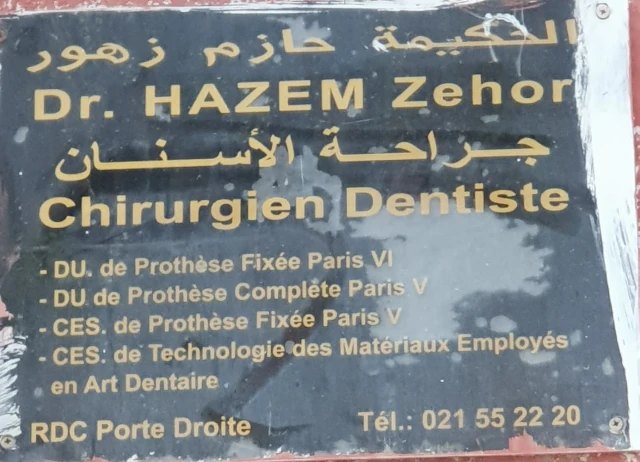 الحكيمة حازم زهور
Dr. HAZEM Zehor
جراحة الأسنان
Chirurgien Dentiste
- DU. de Prothèse Fixée Paris VI
- DU de Prothèse Complète Paris V
- CES. de Prothèse Fixée Paris V
- CES. de Technologie des Matériaux Employés
en Art Dentaire
RDC Porte Droite Tél.: 021 55 22 20